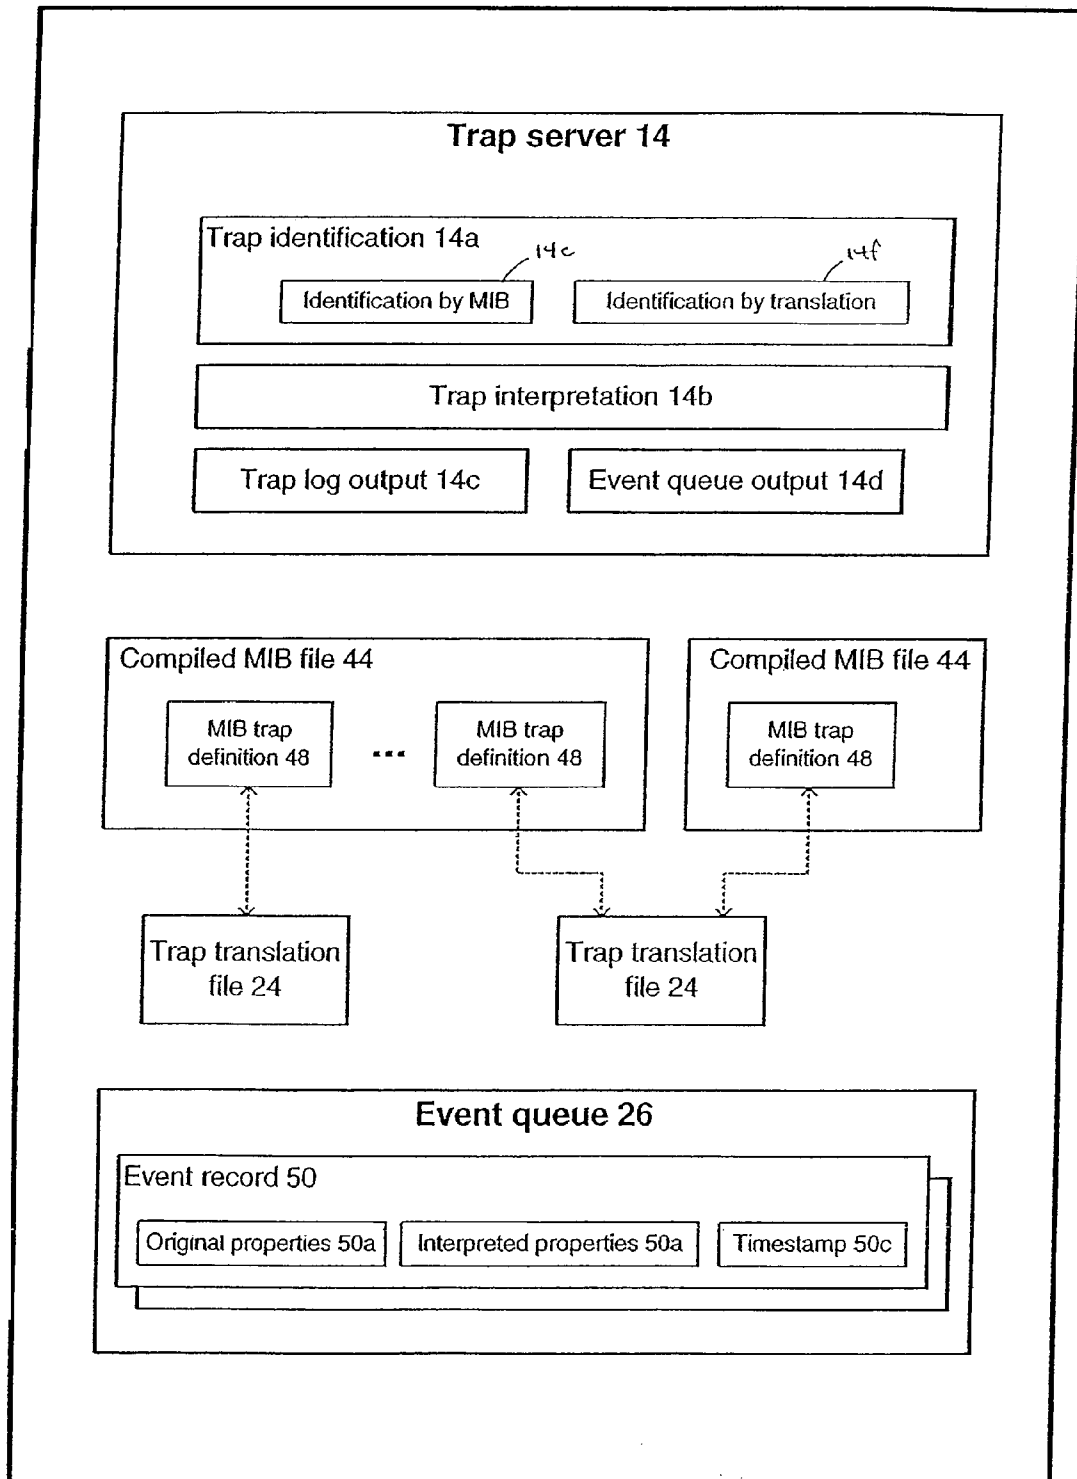 Trap server 14
Trap identification 14a
14e
14f
Identification by MIB
Identification by translation
Trap interpretation 14b
Trap log output 14c
Event queue output 14d
Compiled MIB file 44
Compiled MIB file 44
MIB trap
definition 48
...
MIB trap
definition 48
MIB trap
definition 48
Trap translation
file 24
Trap translation
file 24
Event queue 26
Event record 50
Original properties 50a
Interpreted properties 50a
Timestamp 50c